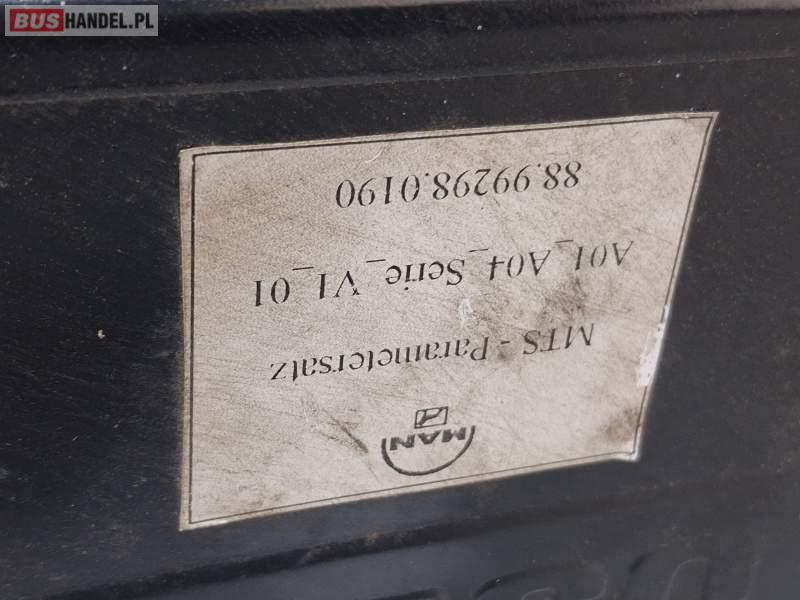 BUSHANDEL.PL
MAN
MTS - Parametersatz
A01_A04_Serie_V1_01
88.99298.0190